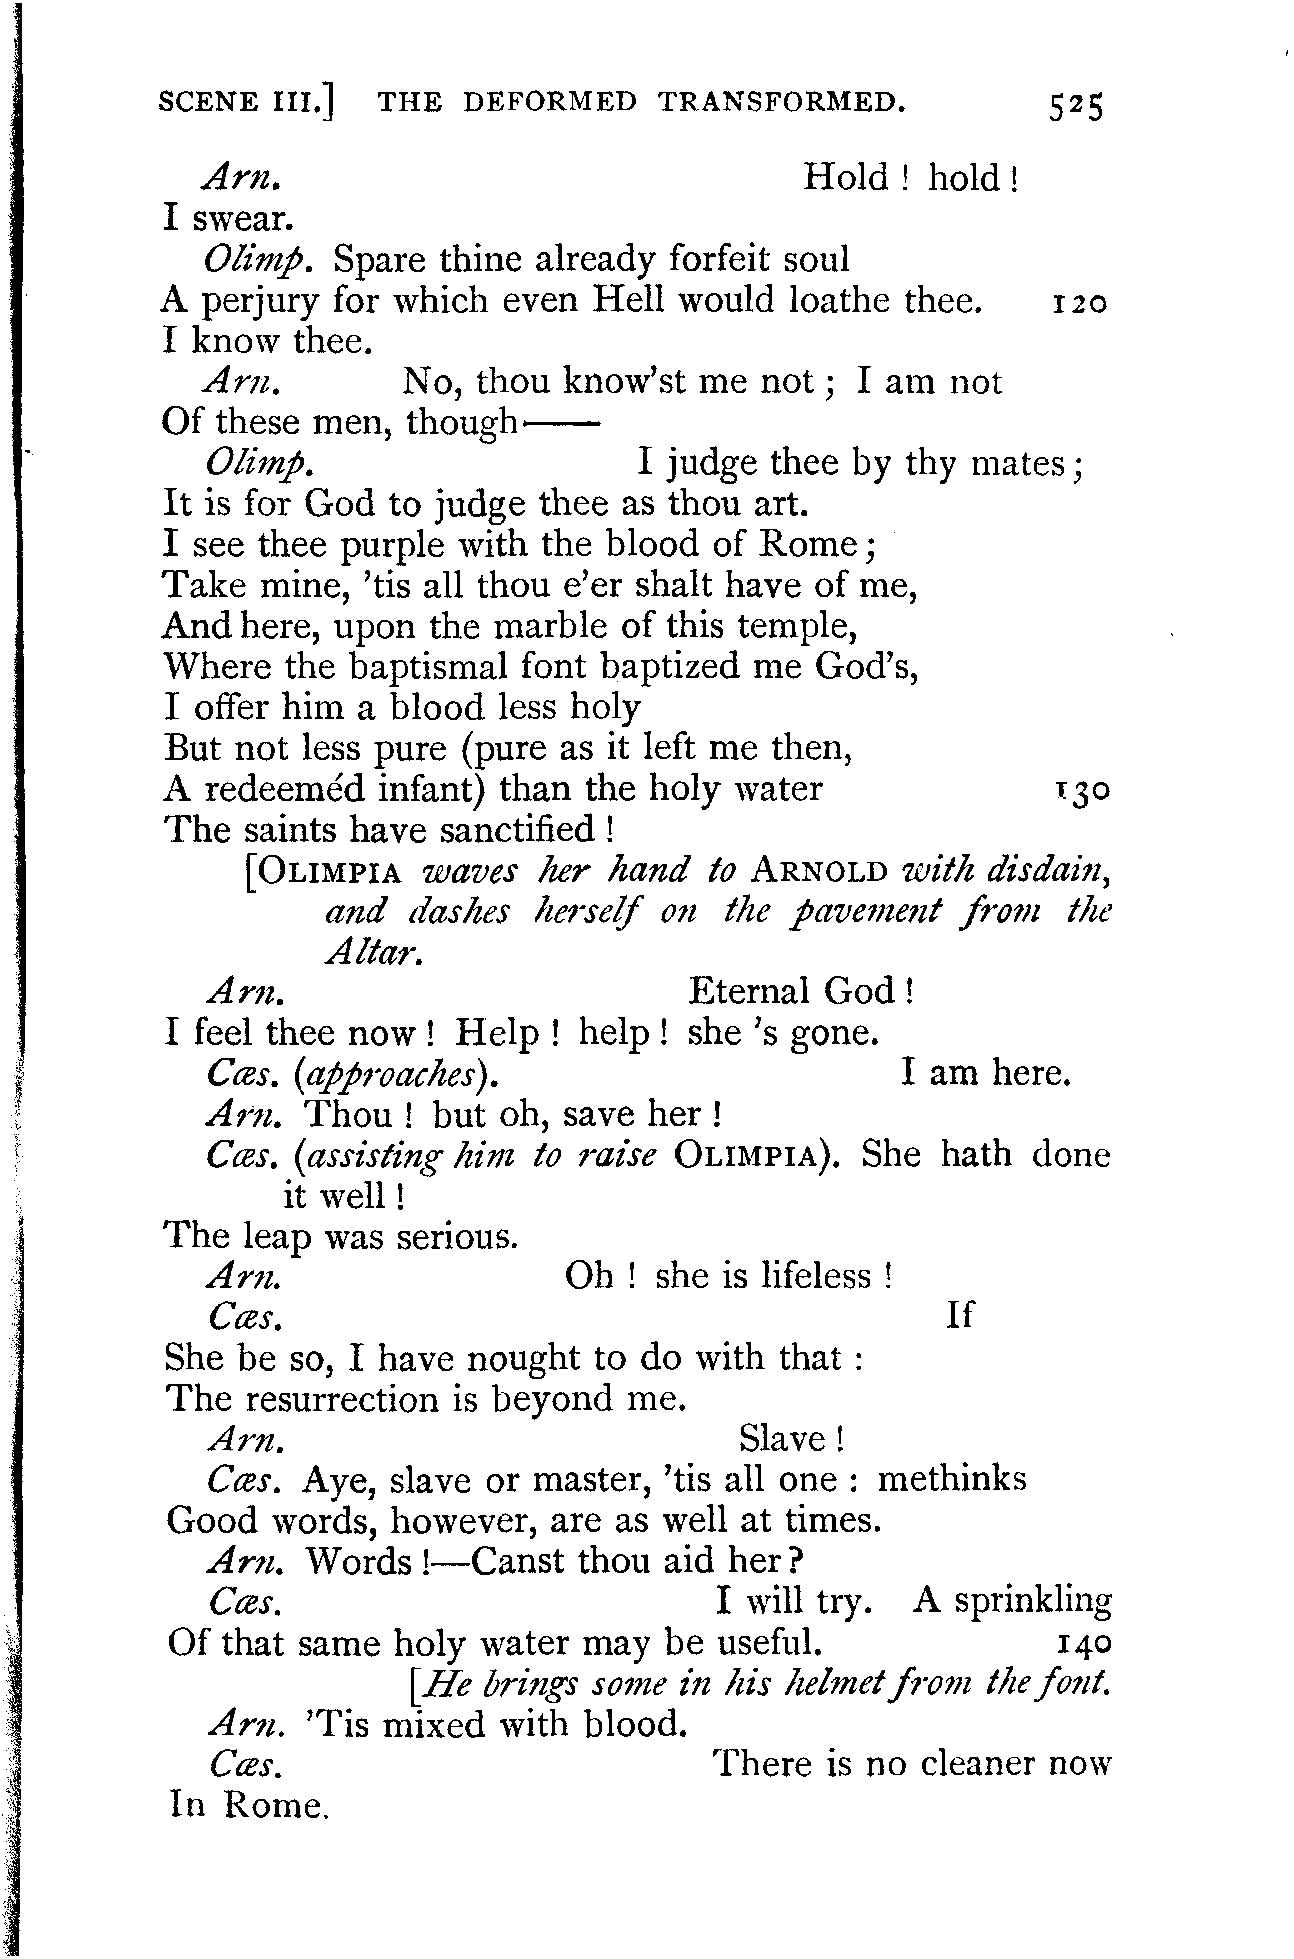 SCENE III.] THE DEFORMED TRANSFORMED. 525
Arn. Hold ! hold !
I swear.
Olimp. Spare thine already forfeit soul
A perjury for which even Hell would loathe thee. 120
I know thee.
Arn. No, thou know'st me not ; I am not
Of these men, though——
Olimp. I judge thee by thy mates ;
It is for God to judge thee as thou art.
I see thee purple with the blood of Rome ;
Take mine, 'tis all thou e'er shalt have of me,
And here, upon the marble of this temple,
Where the baptismal font baptized me God's,
I offer him a blood less holy
But not less pure (pure as it left me then,
A redeeméd infant) than the holy water 130
The saints have sanctified !
[OLIMPIA waves her hand to ARNOLD with disdain,
and dashes herself on the pavement from the
Altar.
Arn. Eternal God !
I feel thee now ! Help ! help ! she 's gone.
Cæs. (approaches). I am here.
Arn. Thou ! but oh, save her !
Cæs. (assisting him to raise OLIMPIA). She hath done
it well !
The leap was serious.
Arn. Oh ! she is lifeless !
Cæs. If
She be so, I have nought to do with that :
The resurrection is beyond me.
Arn. Slave !
Cæs. Aye, slave or master, 'tis all one : methinks
Good words, however, are as well at times.
Arn. Words !—Canst thou aid her ?
Cæs. I will try. A sprinkling
Of that same holy water may be useful. 140
[He brings some in his helmet from the font.
Arn. 'Tis mixed with blood.
Cæs. There is no cleaner now
In Rome.